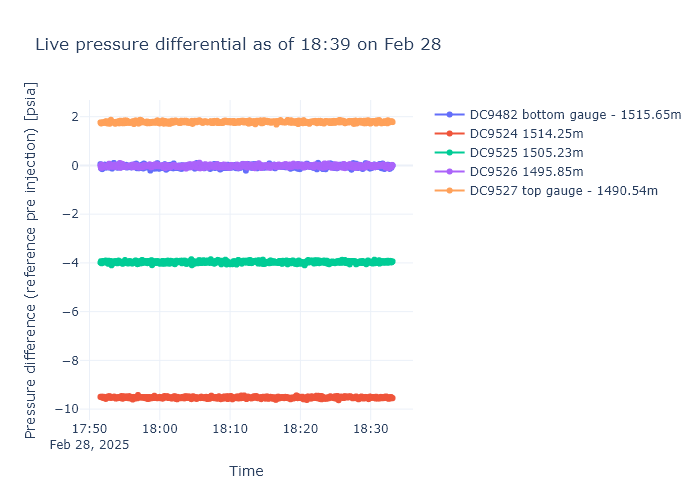 Live pressure differential as of 18:39 on Feb 28
Pressure difference (reference pre injection) [psia]
2
0
−2
−4
−6
−8
−10
17:50
Feb 28, 2025
18:00
18:10
18:20
18:30
Time
DC9482 bottom gauge - 1515.65m
DC9524 1514.25m
DC9525 1505.23m
DC9526 1495.85m
DC9527 top gauge - 1490.54m